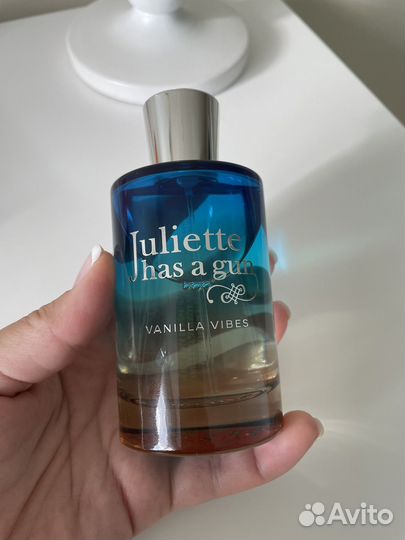 Juliette
has a gun
VANILLA VIBES
Avito